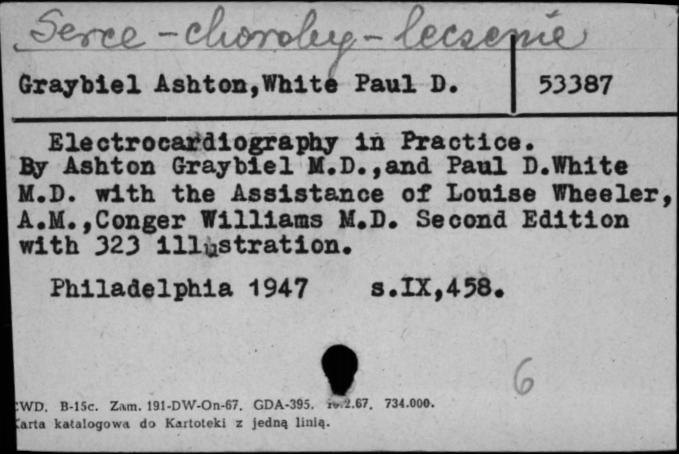 Serce - choroby - leczenie
Graybiel Ashton,White Paul D.
53387
Electrocardiography in Practice.
By Ashton Graybiel M.D.,and Paul D.White
M.D. with the Assistance of Louise Wheeler,
A.M.,Conger Williams M.D. Second Edition
with 323 illustration.
Philadelphia 1947 s.IX,458.
6
CWD. B-15c. Zam. 191-DW-On-67. GDA-395. 2.67. 734.000.
Karta katalogowa do Kartoteki z jedną linią.